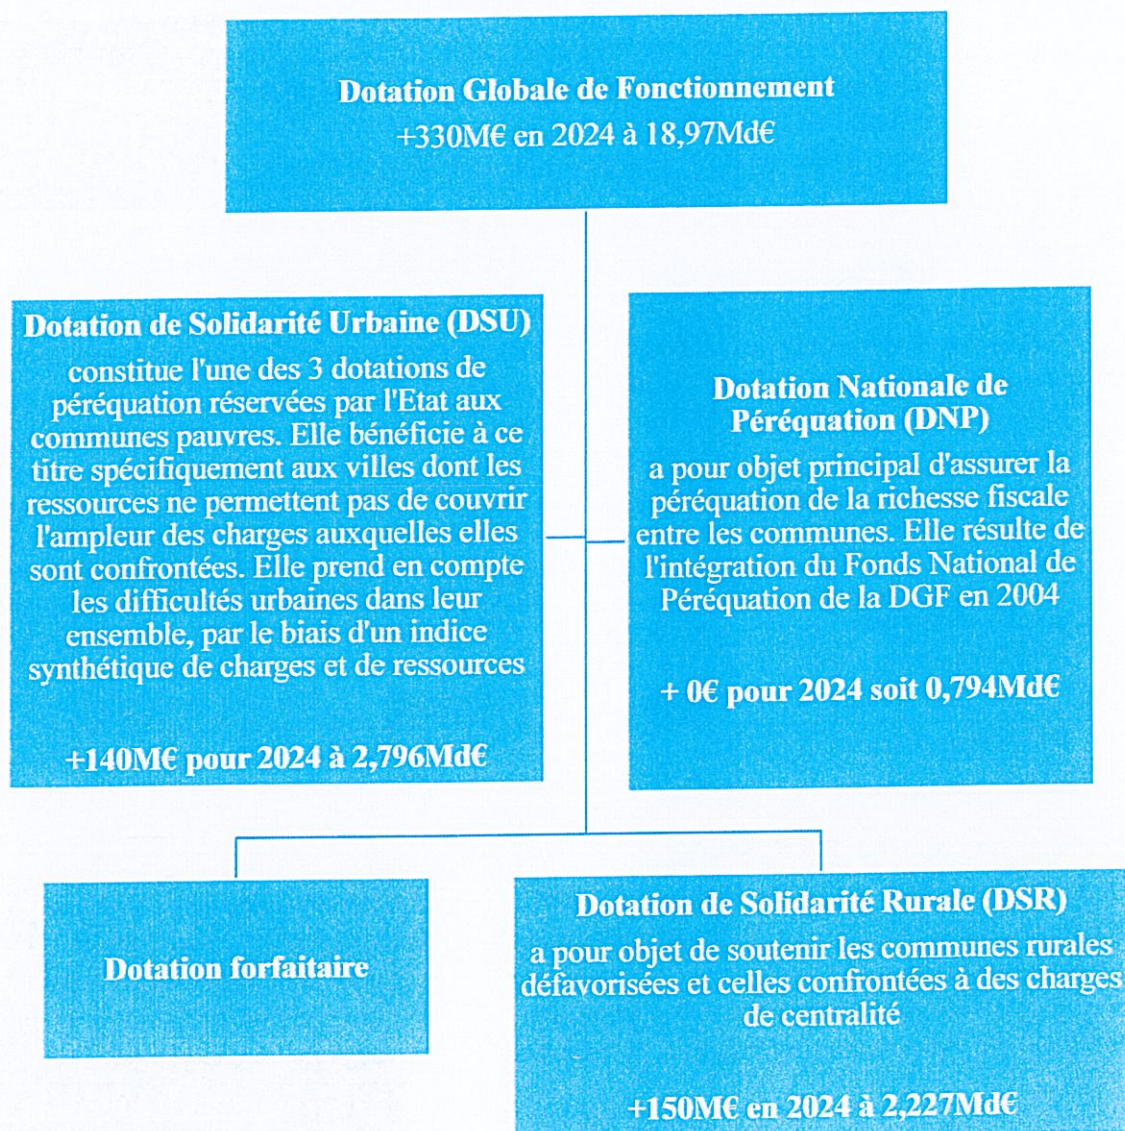 Dotation Globale de Fonctionnement
+330M€ en 2024 à 18,97Md€
Dotation de Solidarité Urbaine (DSU)
constitue l'une des 3 dotations de
péréquation réservées par l'Etat aux
communes pauvres. Elle bénéficie à ce
titre spécifiquement aux villes dont les
ressources ne permettent pas de couvrir
l'ampleur des charges auxquelles elles
sont confrontées. Elle prend en compte
les difficultés urbaines dans leur
ensemble, par le biais d'un indice
synthétique de charges et de ressources
+140M€ pour 2024 à 2,796Md€
Dotation Nationale de
Péréquation (DNP)
a pour objet principal d'assurer la
péréquation de la richesse fiscale
entre les communes. Elle résulte de
l'intégration du Fonds National de
Péréquation de la DGF en 2004
+ 0€ pour 2024 soit 0,794Md€
Dotation forfaitaire
Dotation de Solidarité Rurale (DSR)
a pour objet de soutenir les communes rurales
défavorisées et celles confrontées à des charges
de centralité
+150M€ en 2024 à 2,227Md€